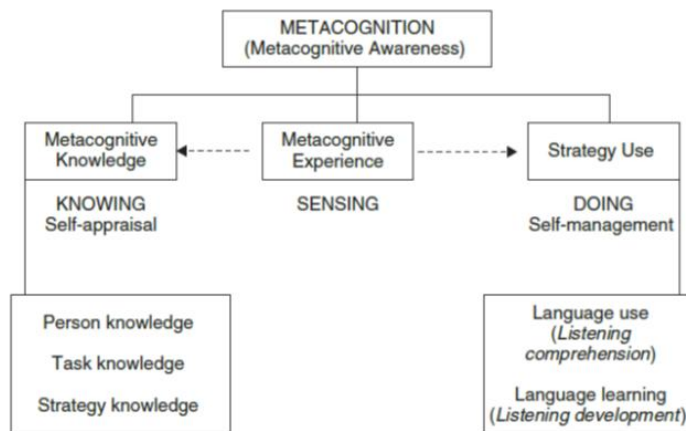 METACOGNITION
(Metacognitive Awareness)
Metacognitive
Knowledge
Metacognitive
Experience
Strategy Use
KNOWING
Self-appraisal
SENSING
DOING
Self-management
Person knowledge
Task knowledge
Strategy knowledge
Language use
(Listening
comprehension)
Language learning
(Listening development)